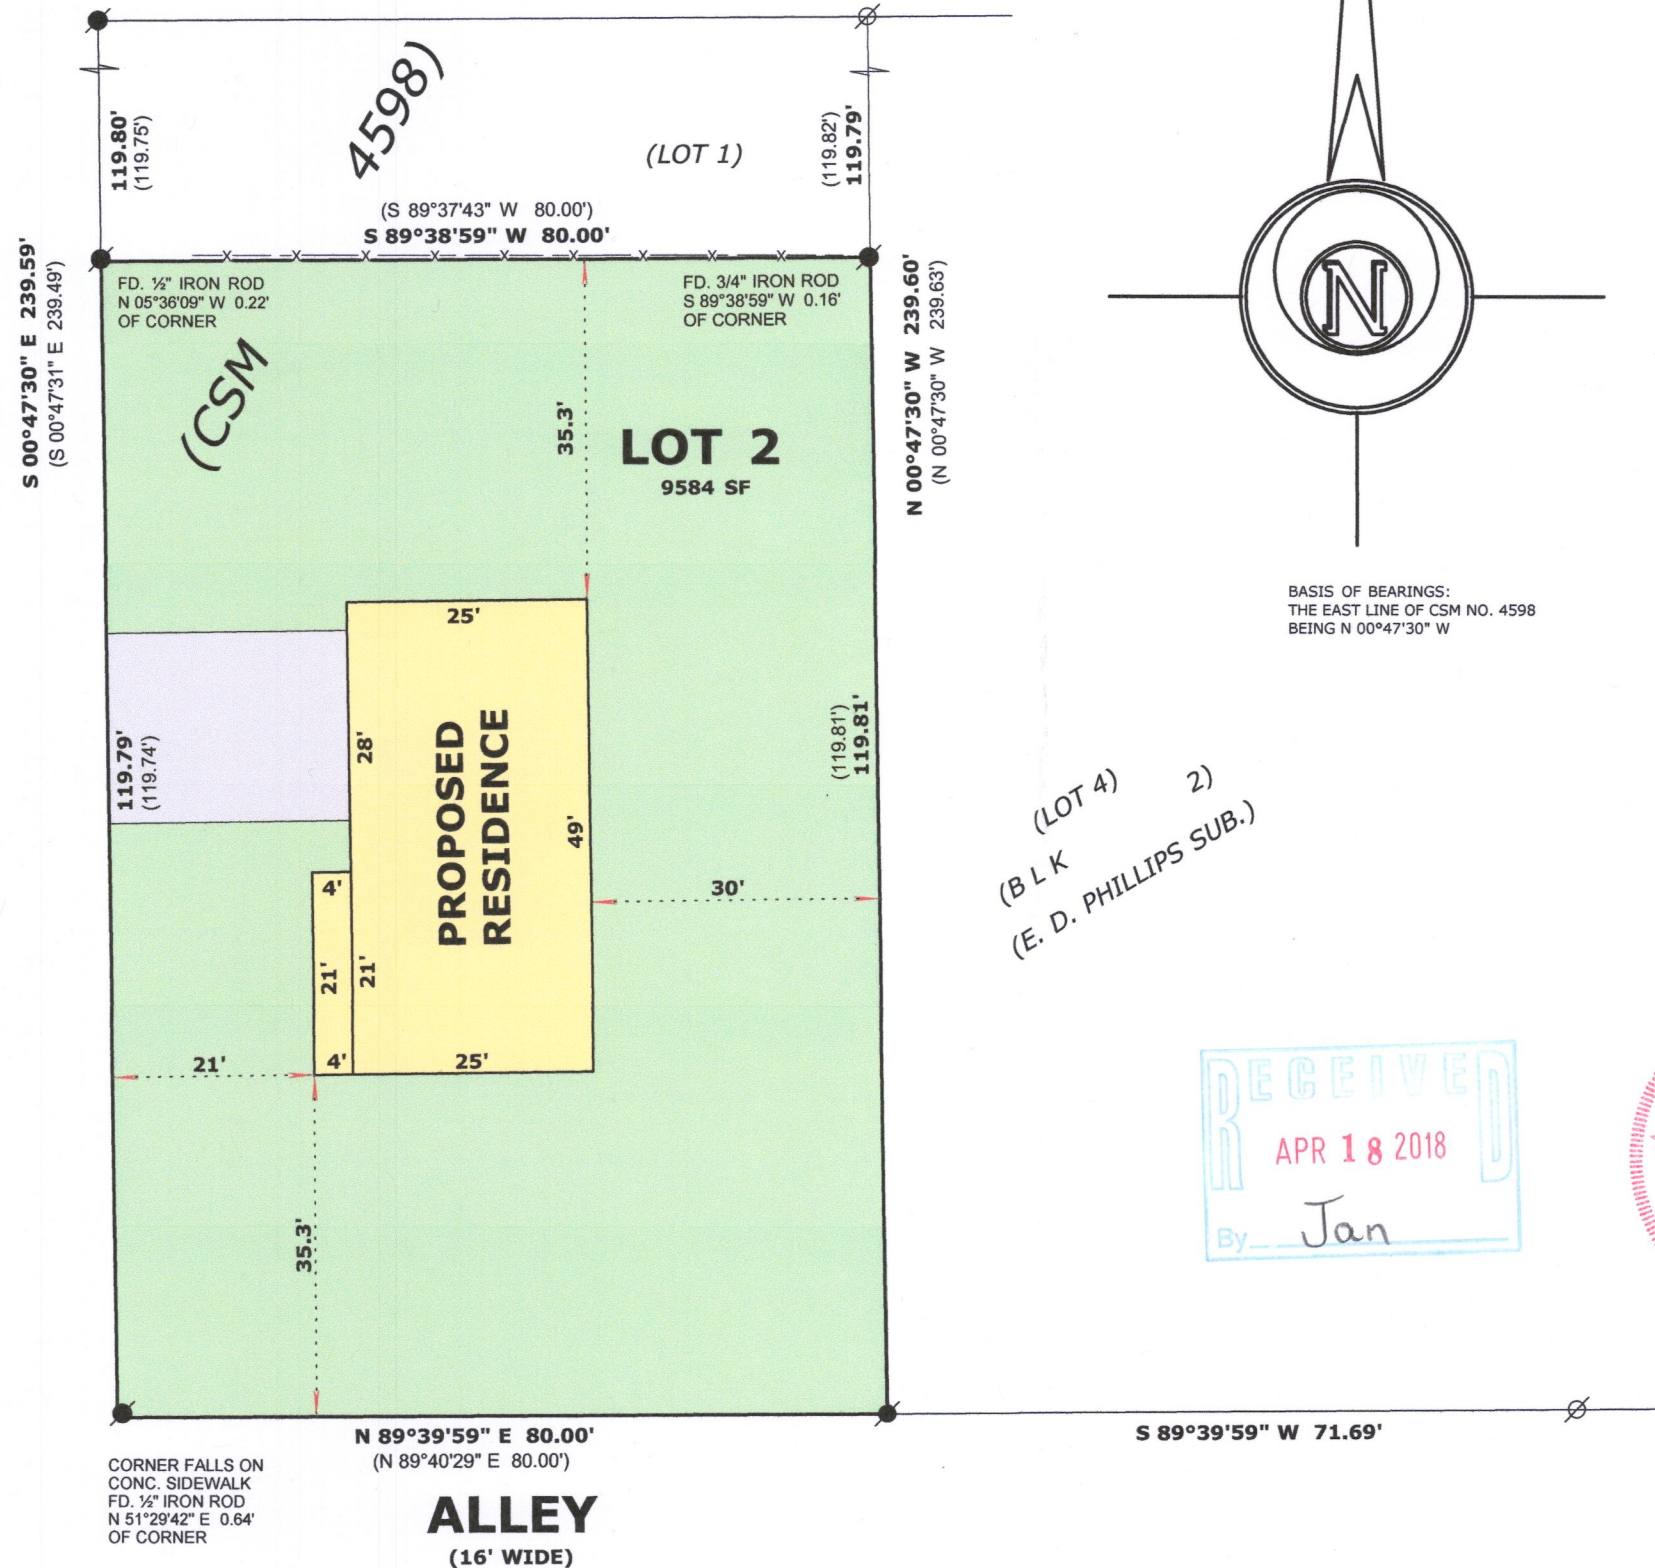 4598)
(LOT 1)
119.80'
(119.75')
(119.82')
119.79'
(S 89°37'43" W 80.00')
S 89°38'59" W 80.00'
S 00°47'30" E 239.59'
(S 00°47'31" E 239.49')
FD. ½" IRON ROD
N 05°36'09" W 0.22'
OF CORNER
FD. 3/4" IRON ROD
S 89°38'59" W 0.16'
OF CORNER
N 00°47'30" W 239.60'
(N 00°47'30" W 239.63')
N
(CSM
35.3'
LOT 2
9584 SF
BASIS OF BEARINGS:
THE EAST LINE OF CSM NO. 4598
BEING N 00°47'30" W
25'
28'
PROPOSED
RESIDENCE
49'
119.79'
(119.74')
(119.81')
119.81'
(LOT 4)
(BLK 2)
(E. D. PHILLIPS SUB.)
4'
30'
21'
21'
4'
25'
21'
35.3'
RECEIVED
APR 18 2018
By Jan
N 89°39'59" E 80.00'
(N 89°40'29" E 80.00')
S 89°39'59" W 71.69'
CORNER FALLS ON
CONC. SIDEWALK
FD. ½" IRON ROD
N 51°29'42" E 0.64'
OF CORNER
ALLEY
(16' WIDE)